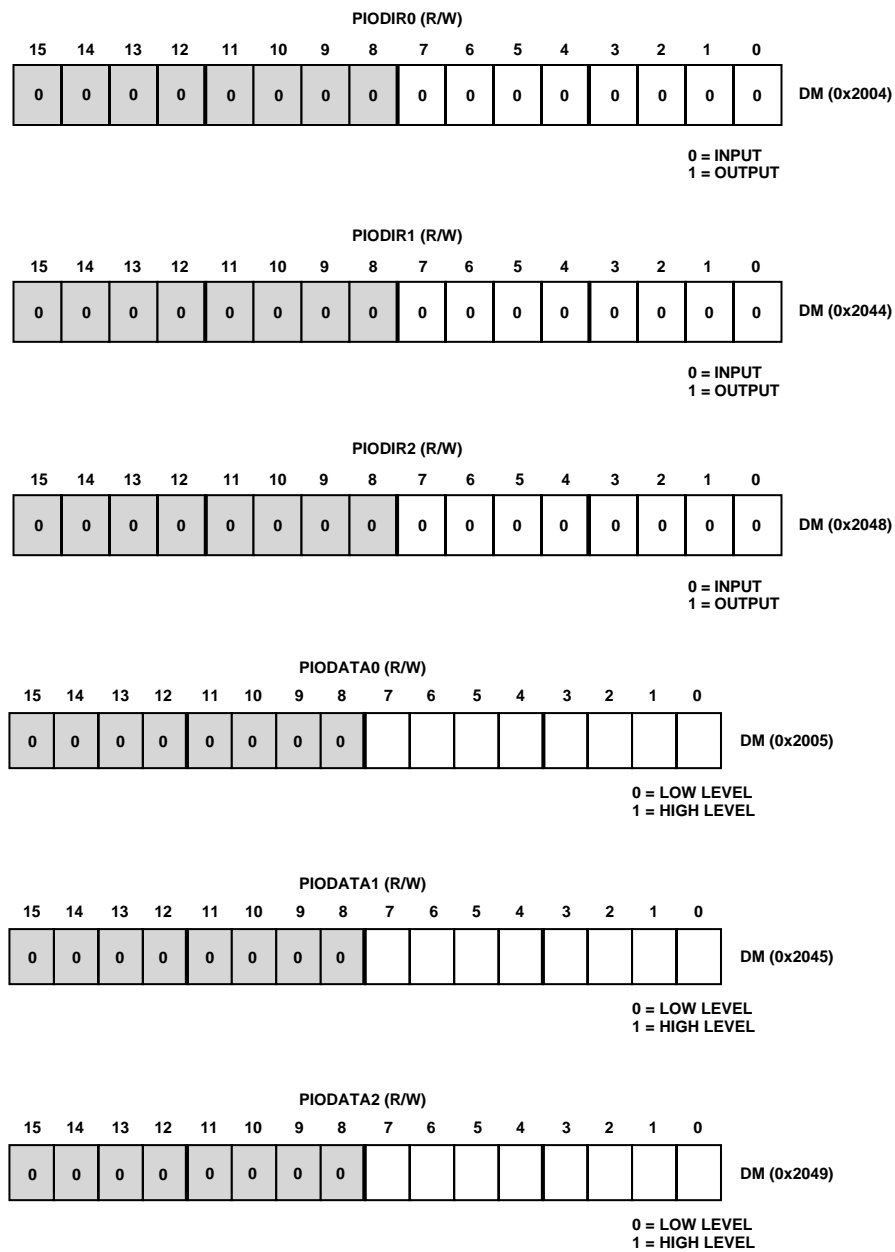 PIODIR0 (R/W)
15 14 13 12 11 10 9 8 7 6 5 4 3 2 1 0
0 0 0 0 0 0 0 0 0 0 0 0 0 0 0 0 DM (0x2004)
0 = INPUT
1 = OUTPUT
PIODIR1 (R/W)
15 14 13 12 11 10 9 8 7 6 5 4 3 2 1 0
0 0 0 0 0 0 0 0 0 0 0 0 0 0 0 0 DM (0x2044)
0 = INPUT
1 = OUTPUT
PIODIR2 (R/W)
15 14 13 12 11 10 9 8 7 6 5 4 3 2 1 0
0 0 0 0 0 0 0 0 0 0 0 0 0 0 0 0 DM (0x2048)
0 = INPUT
1 = OUTPUT
PIODATA0 (R/W)
15 14 13 12 11 10 9 8 7 6 5 4 3 2 1 0
0 0 0 0 0 0 0 0 DM (0x2005)
0 = LOW LEVEL
1 = HIGH LEVEL
PIODATA1 (R/W)
15 14 13 12 11 10 9 8 7 6 5 4 3 2 1 0
0 0 0 0 0 0 0 0 DM (0x2045)
0 = LOW LEVEL
1 = HIGH LEVEL
PIODATA2 (R/W)
15 14 13 12 11 10 9 8 7 6 5 4 3 2 1 0
0 0 0 0 0 0 0 0 DM (0x2049)
0 = LOW LEVEL
1 = HIGH LEVEL